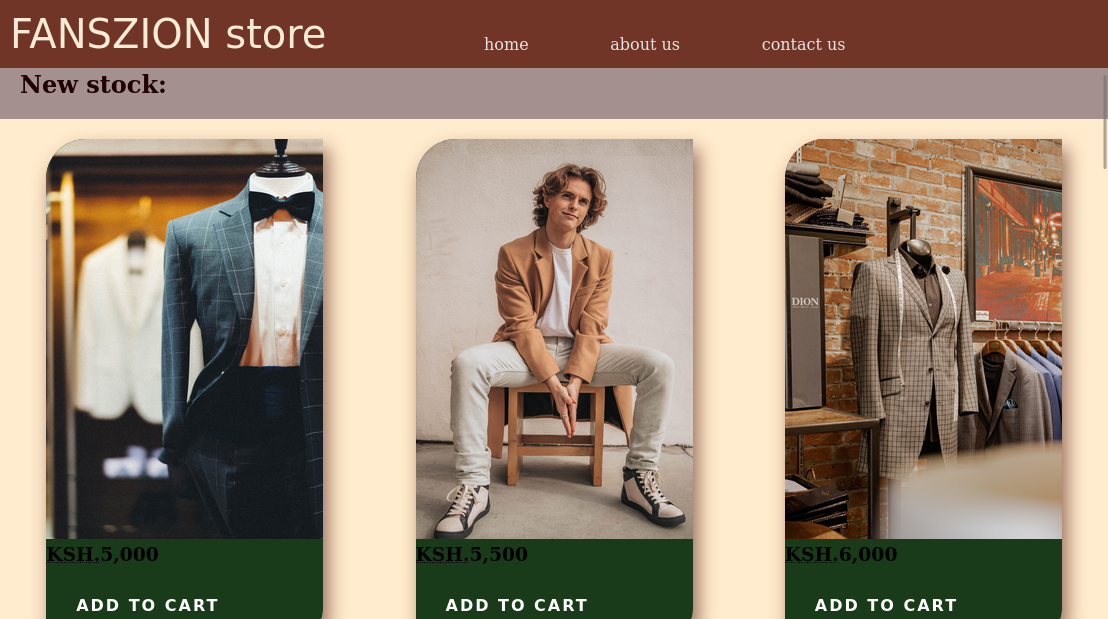 FANSZION store
home about us contact us
New stock:
DION
KSH.5,000 KSH.5,500 KSH.6,000
ADD TO CART ADD TO CART ADD TO CART